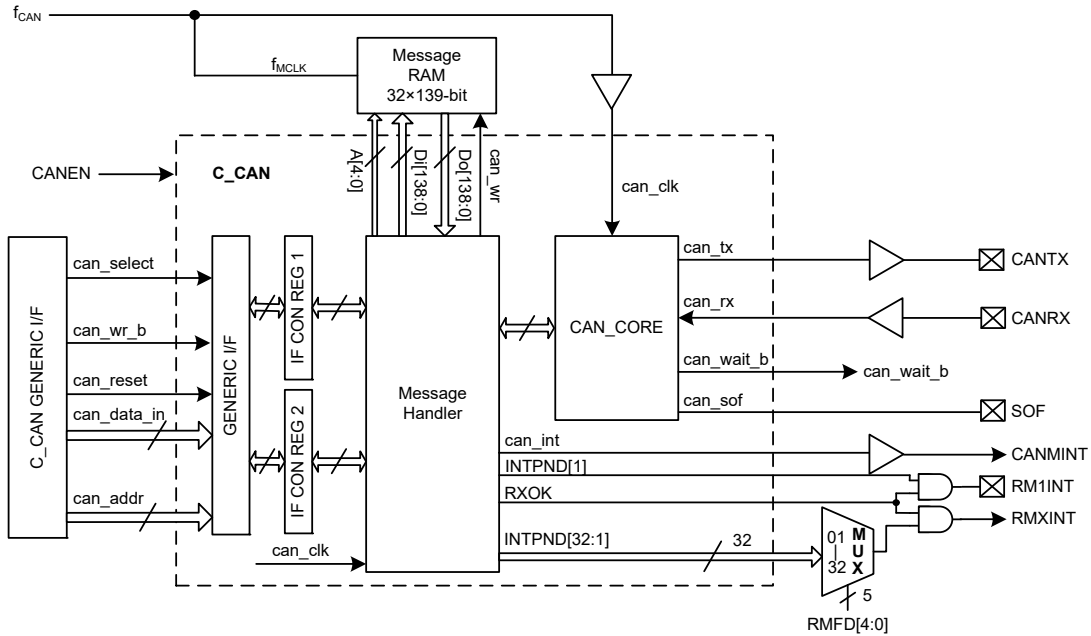 fCAN
fMCLK
Message
RAM
32×139-bit
CANEN
C_CAN
A[4:0]
Di[138:0]
Do[138:0]
can_wr
can_clk
C_CAN GENERIC I/F
can_select
can_wr_b
can_reset
can_data_in
can_addr
GENERIC I/F
IF CON REG 1
IF CON REG 2
can_clk
Message
Handler
CAN_CORE
can_tx
CANTX
can_rx
CANRX
can_wait_b
can_wait_b
can_sof
SOF
can_int
CANMINT
INTPND[1]
RM1INT
RXOK
RMXINT
INTPND[32:1]
32
01
|
32
MUX
5
RMFD[4:0]